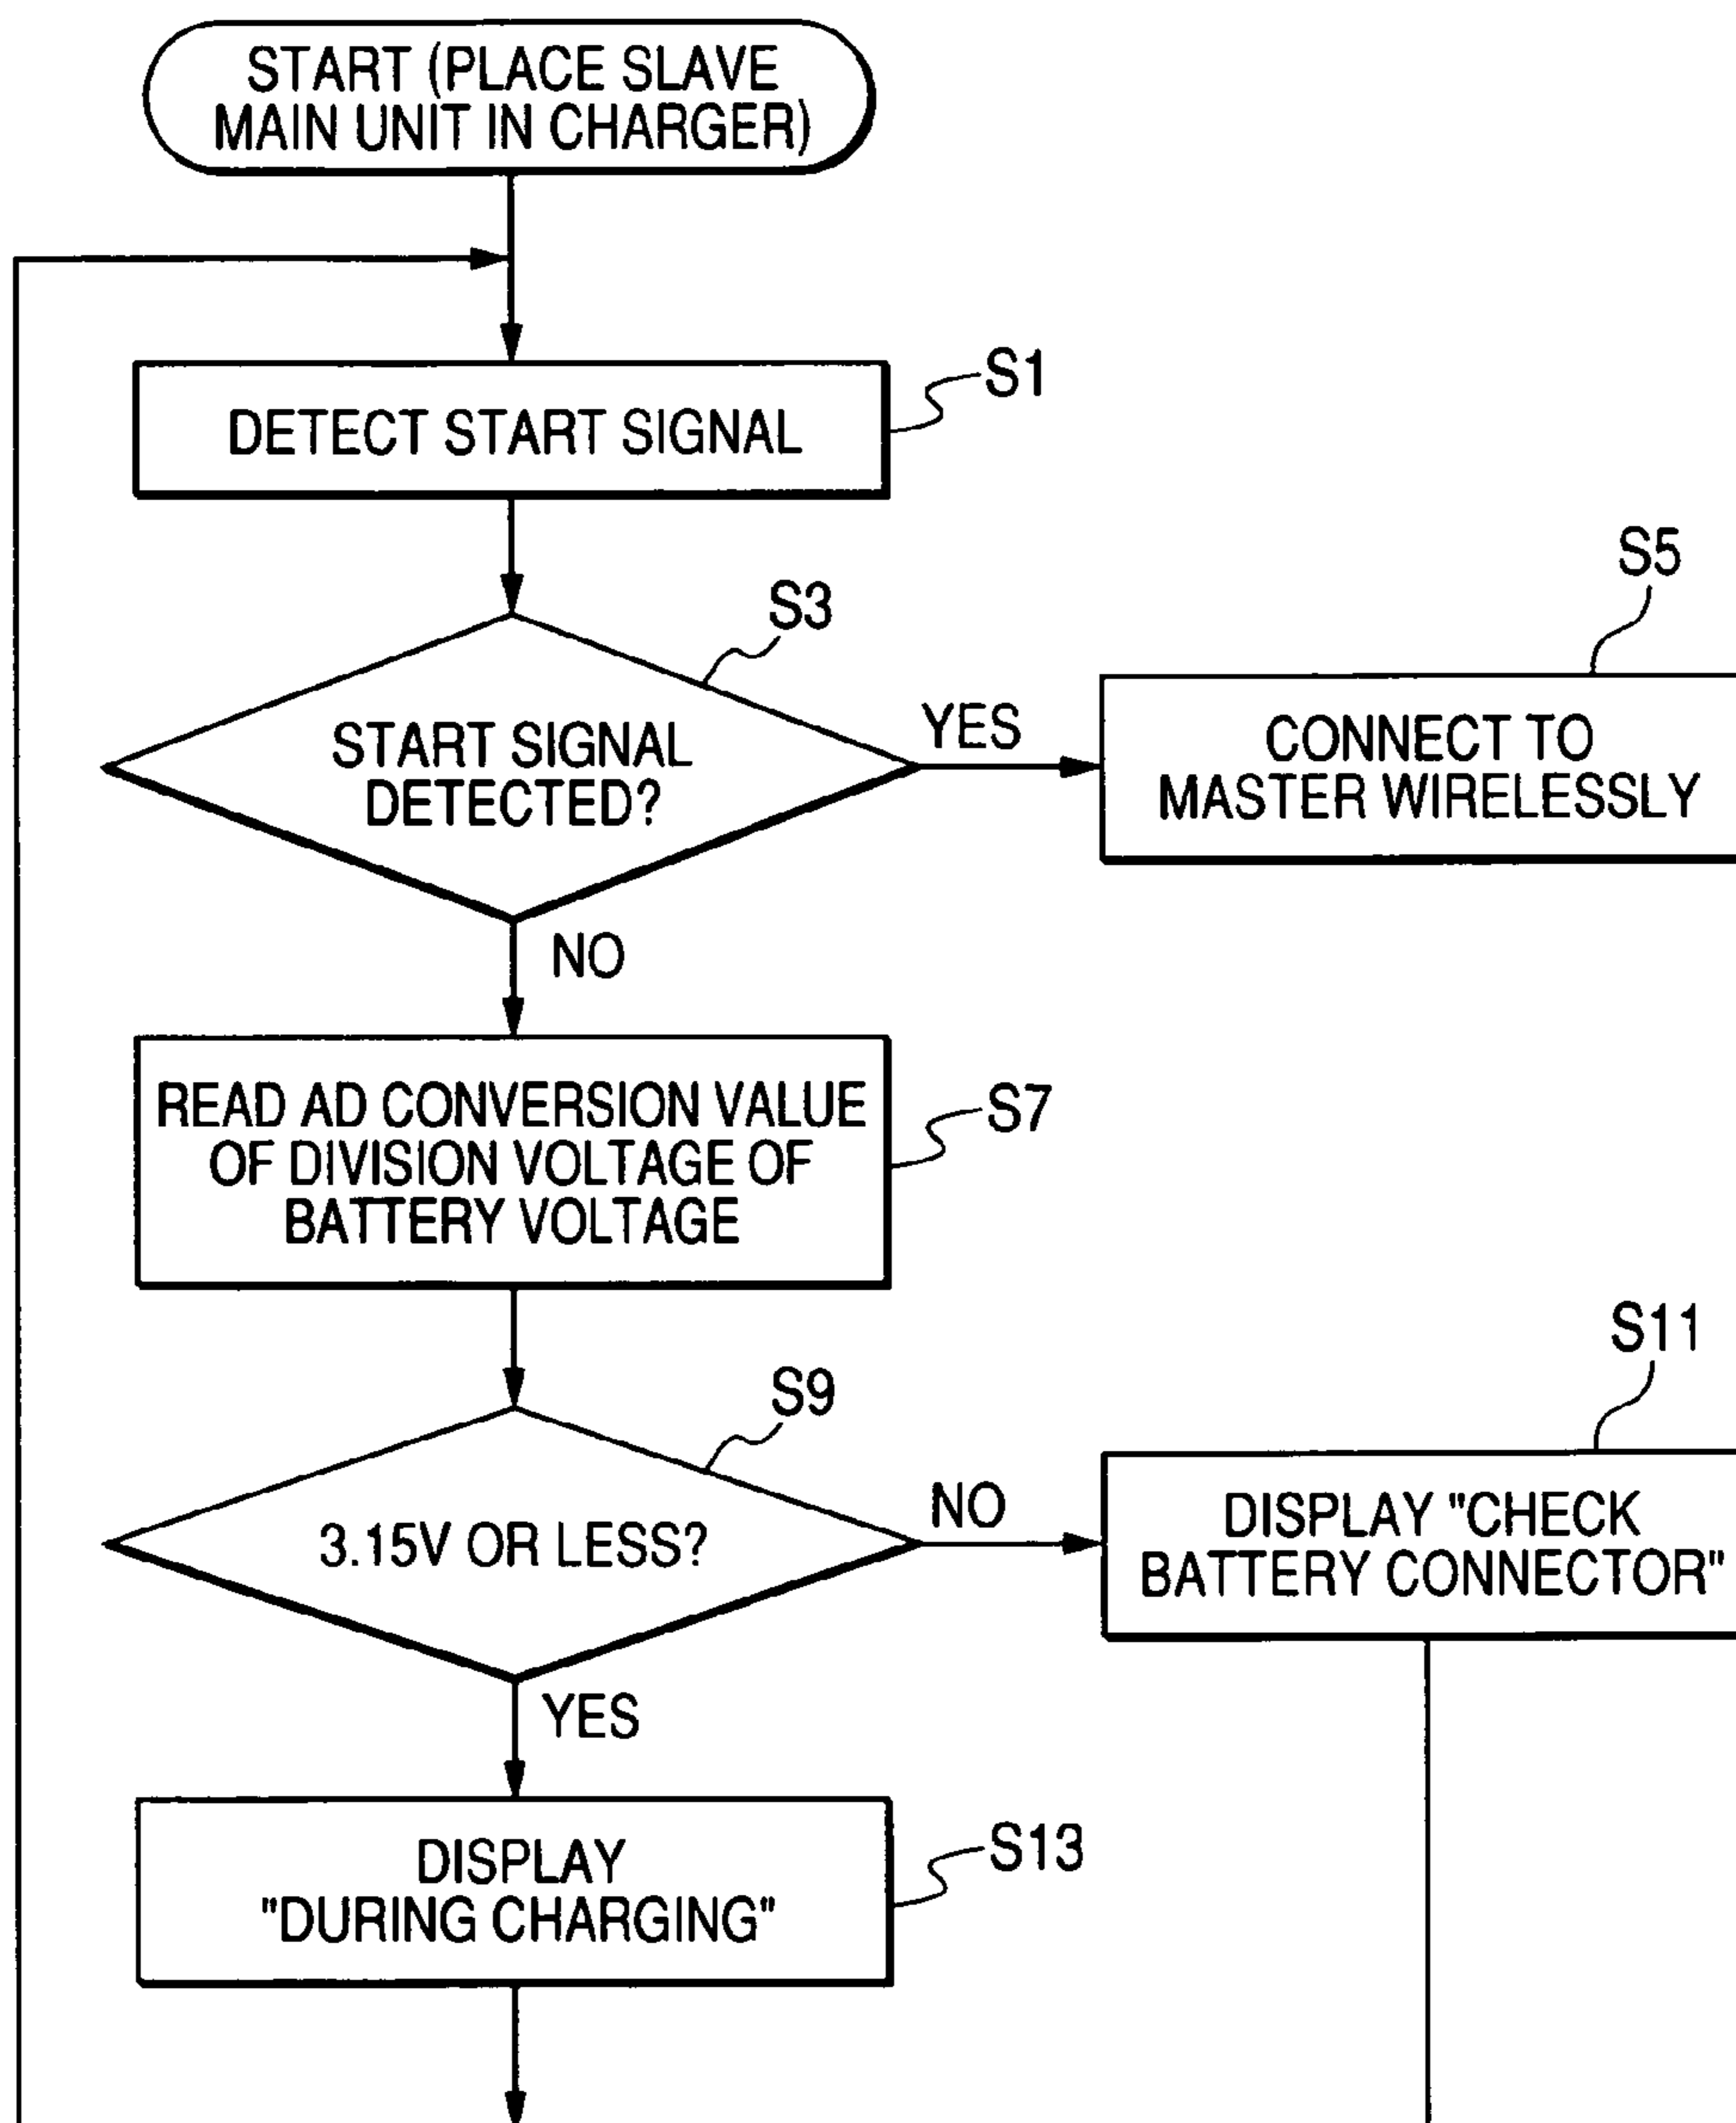 START (PLACE SLAVE
MAIN UNIT IN CHARGER)
S1
DETECT START SIGNAL
S3
S5
START SIGNAL
DETECTED?
YES
CONNECT TO
MASTER WIRELESSLY
NO
READ AD CONVERSION VALUE
OF DIVISION VOLTAGE OF
BATTERY VOLTAGE
S7
S9
S11
3.15V OR LESS?
NO
DISPLAY "CHECK
BATTERY CONNECTOR"
YES
DISPLAY
"DURING CHARGING"
S13